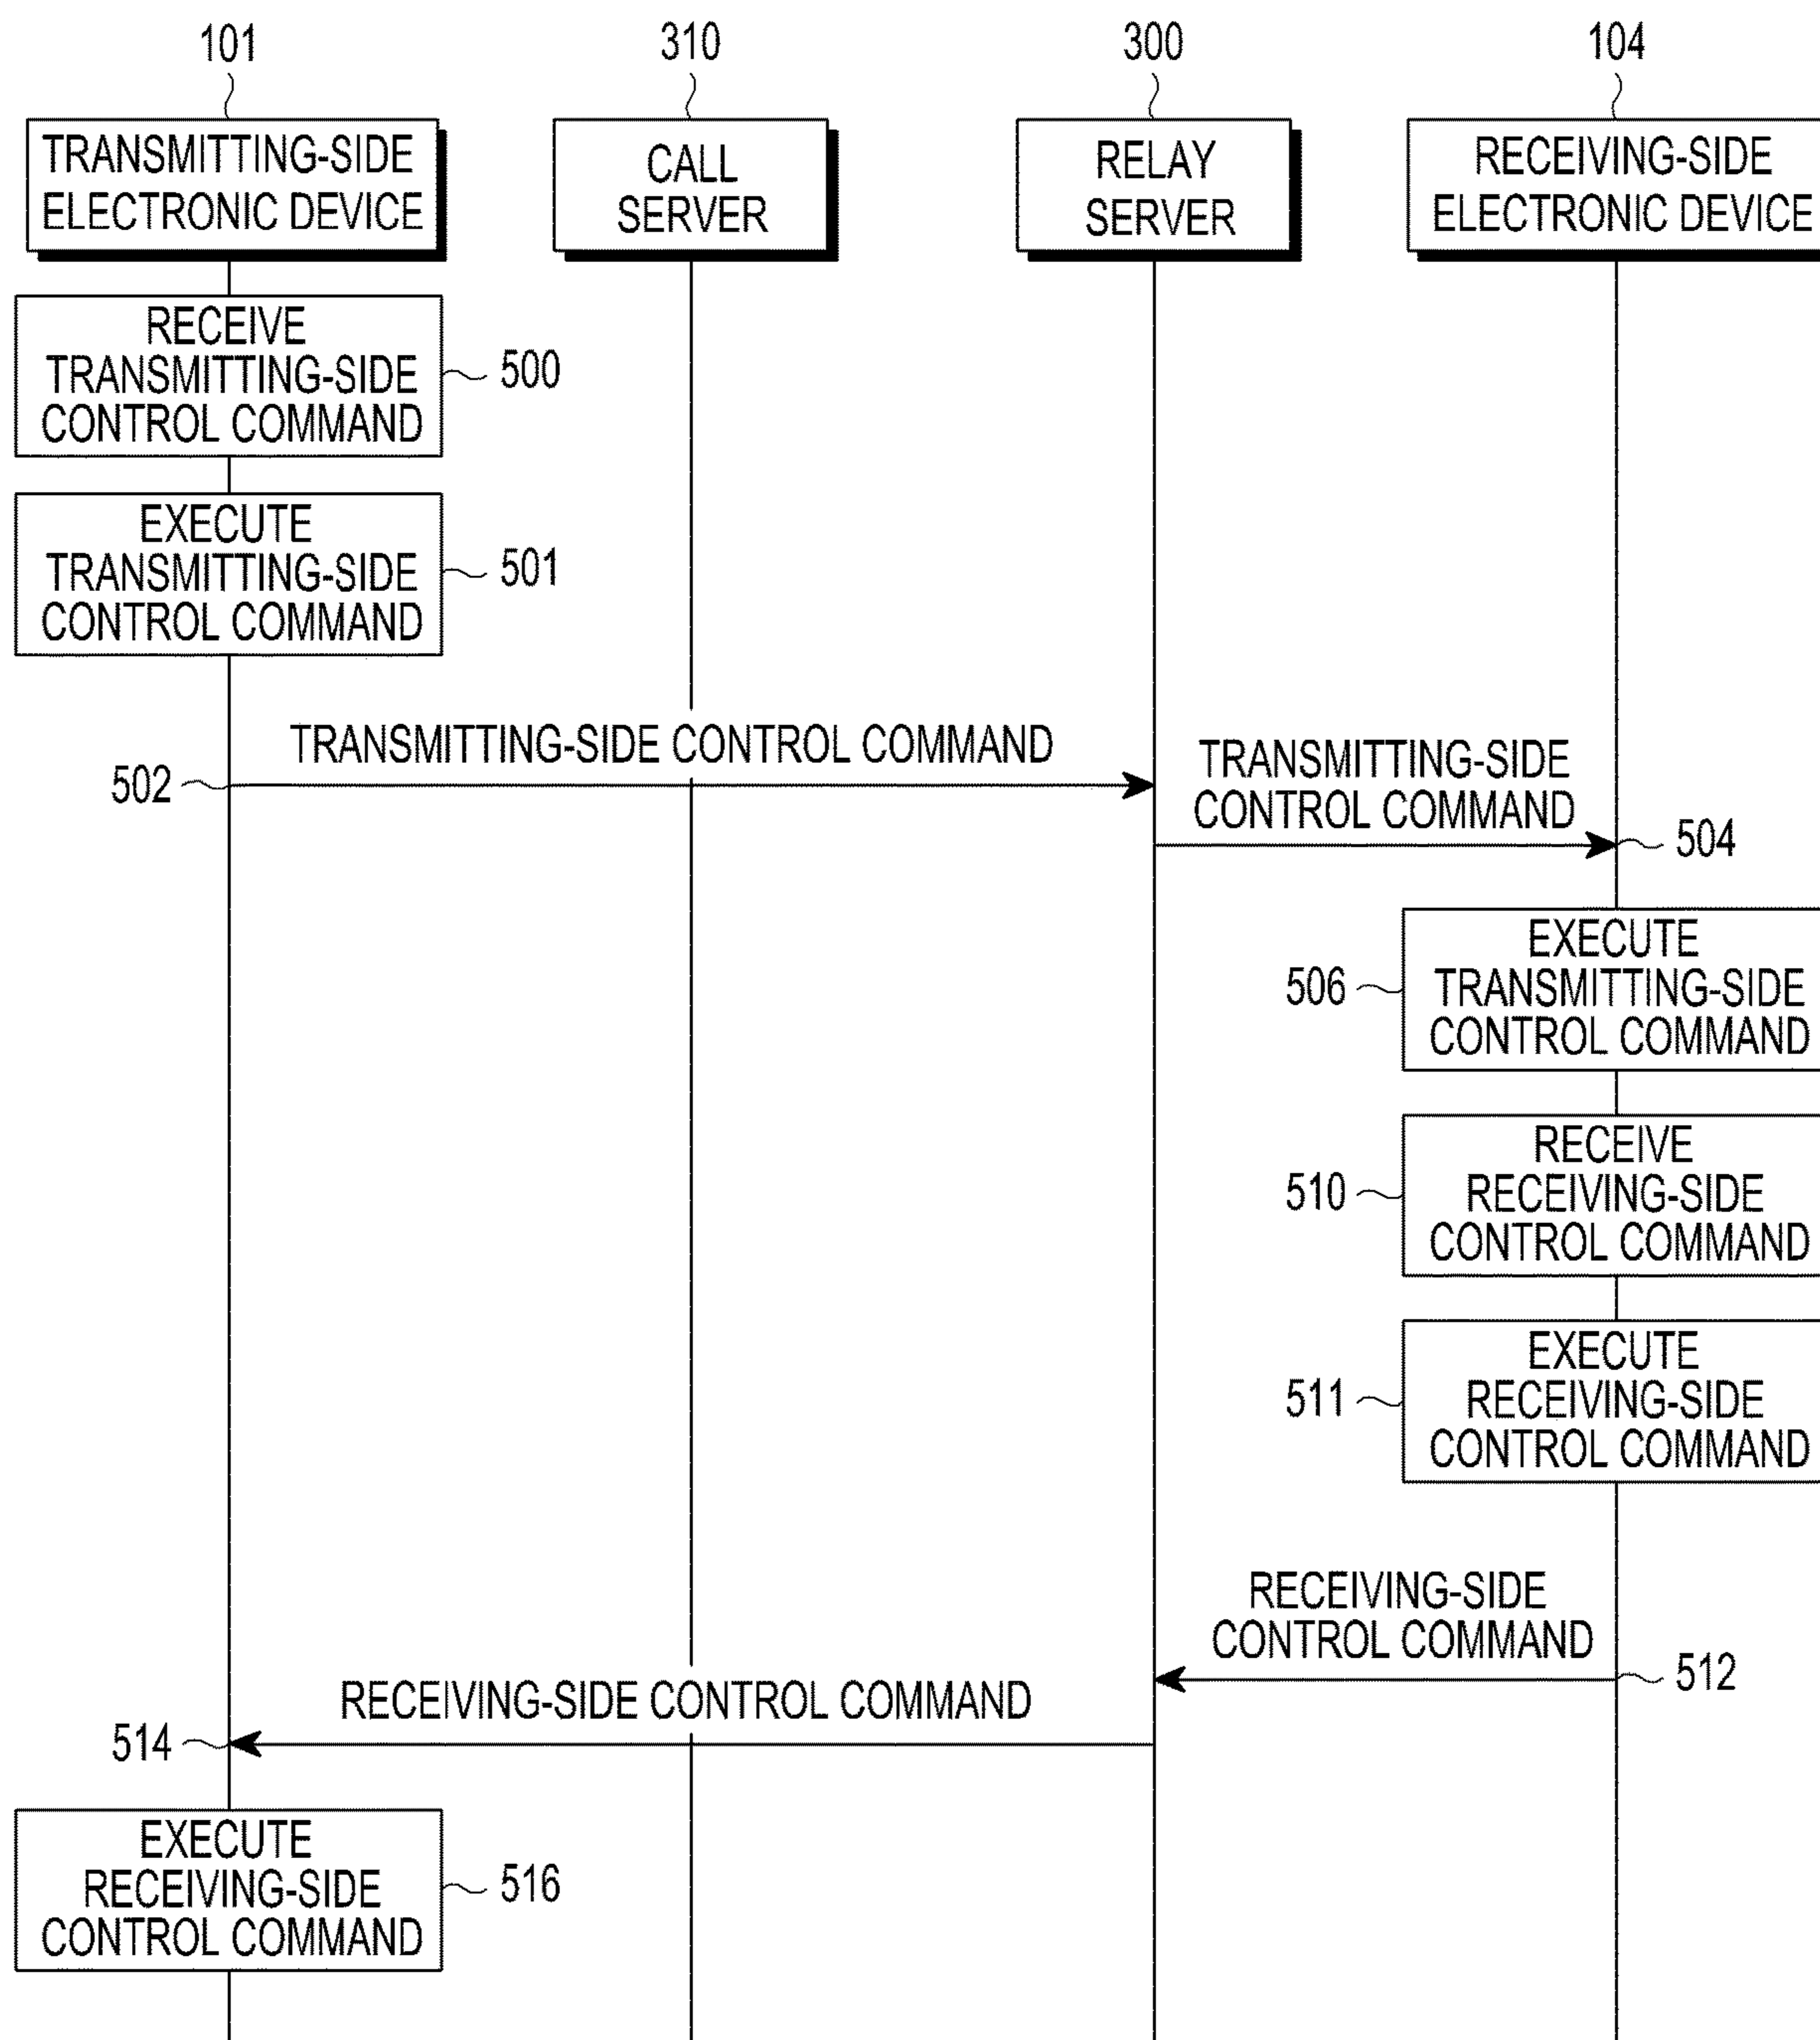 101
310
300
104
TRANSMITTING-SIDE
ELECTRONIC DEVICE
CALL
SERVER
RELAY
SERVER
RECEIVING-SIDE
ELECTRONIC DEVICE
RECEIVE
TRANSMITTING-SIDE
CONTROL COMMAND
500
EXECUTE
TRANSMITTING-SIDE
CONTROL COMMAND
501
TRANSMITTING-SIDE CONTROL COMMAND
502
TRANSMITTING-SIDE
CONTROL COMMAND
504
EXECUTE
TRANSMITTING-SIDE
CONTROL COMMAND
506
RECEIVE
RECEIVING-SIDE
CONTROL COMMAND
510
EXECUTE
RECEIVING-SIDE
CONTROL COMMAND
511
RECEIVING-SIDE
CONTROL COMMAND
512
RECEIVING-SIDE CONTROL COMMAND
514
EXECUTE
RECEIVING-SIDE
CONTROL COMMAND
516